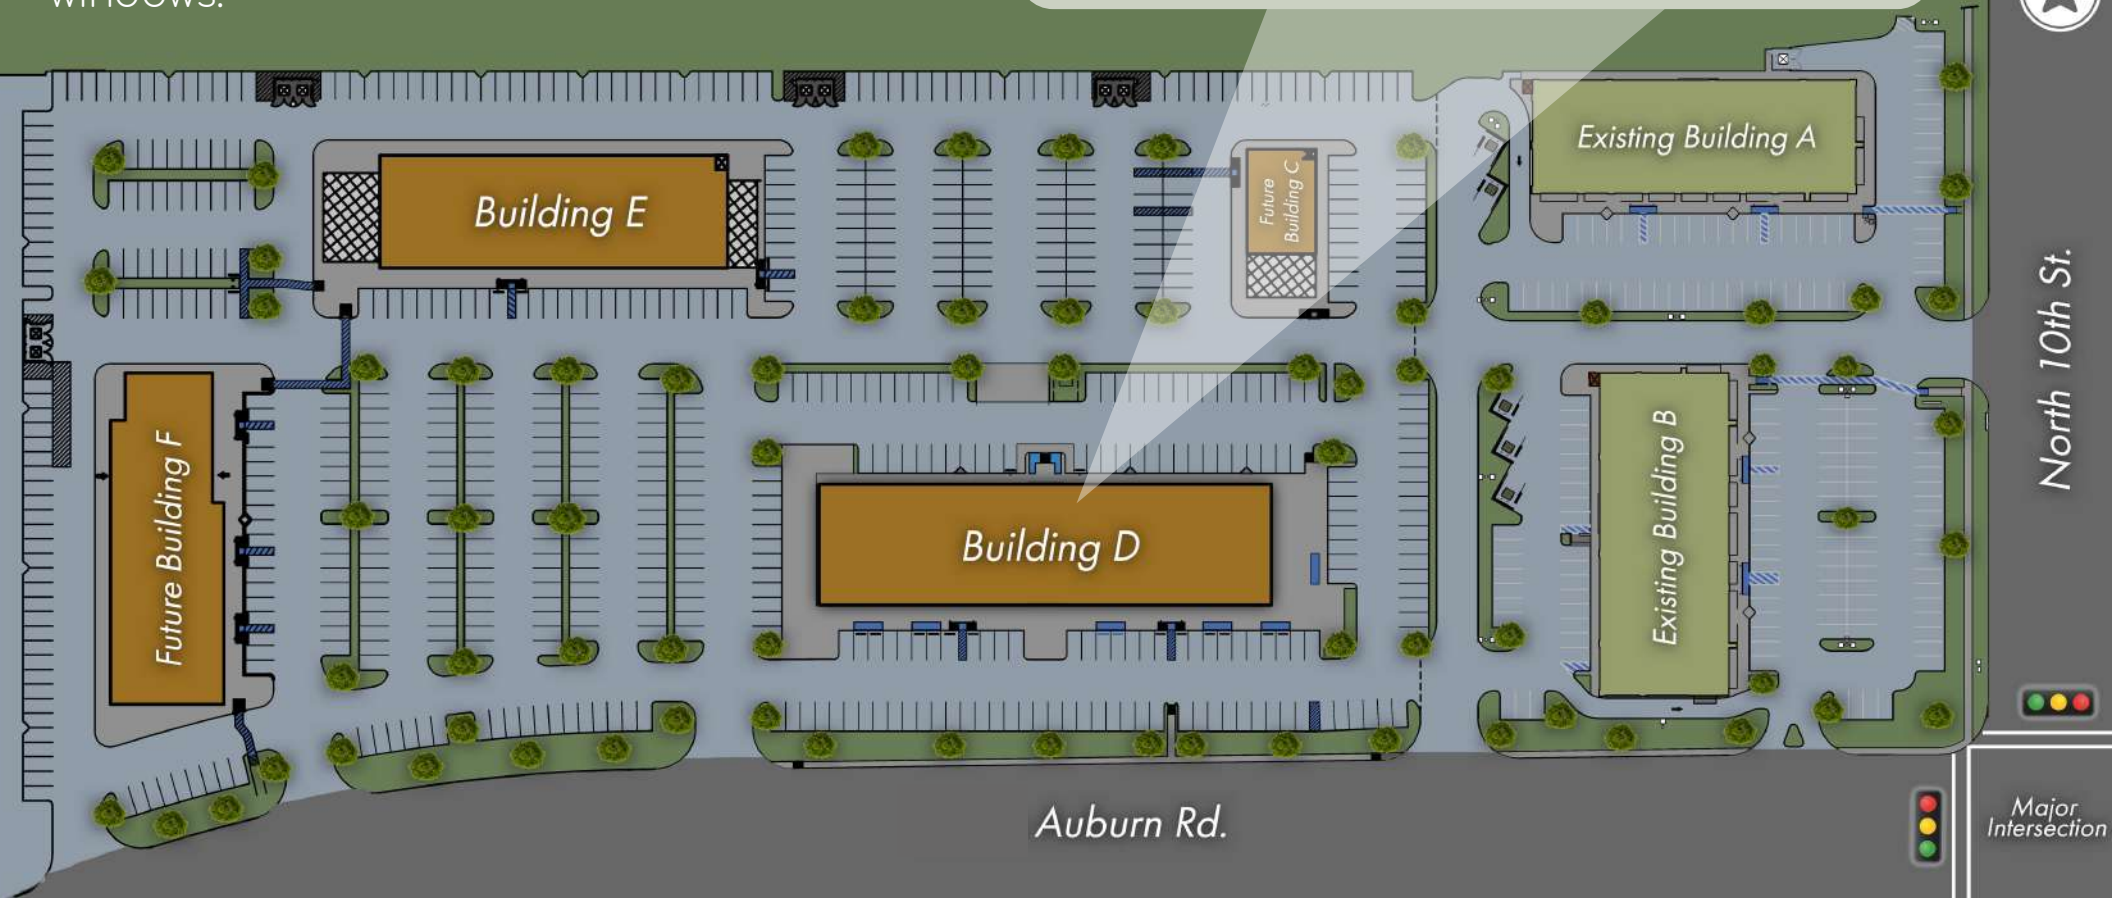 windows.
Existing Building A
Building E
Future
Building C
North 10th St.
Future Building F
Building D
Existing Building B
Auburn Rd.
Major
Intersection